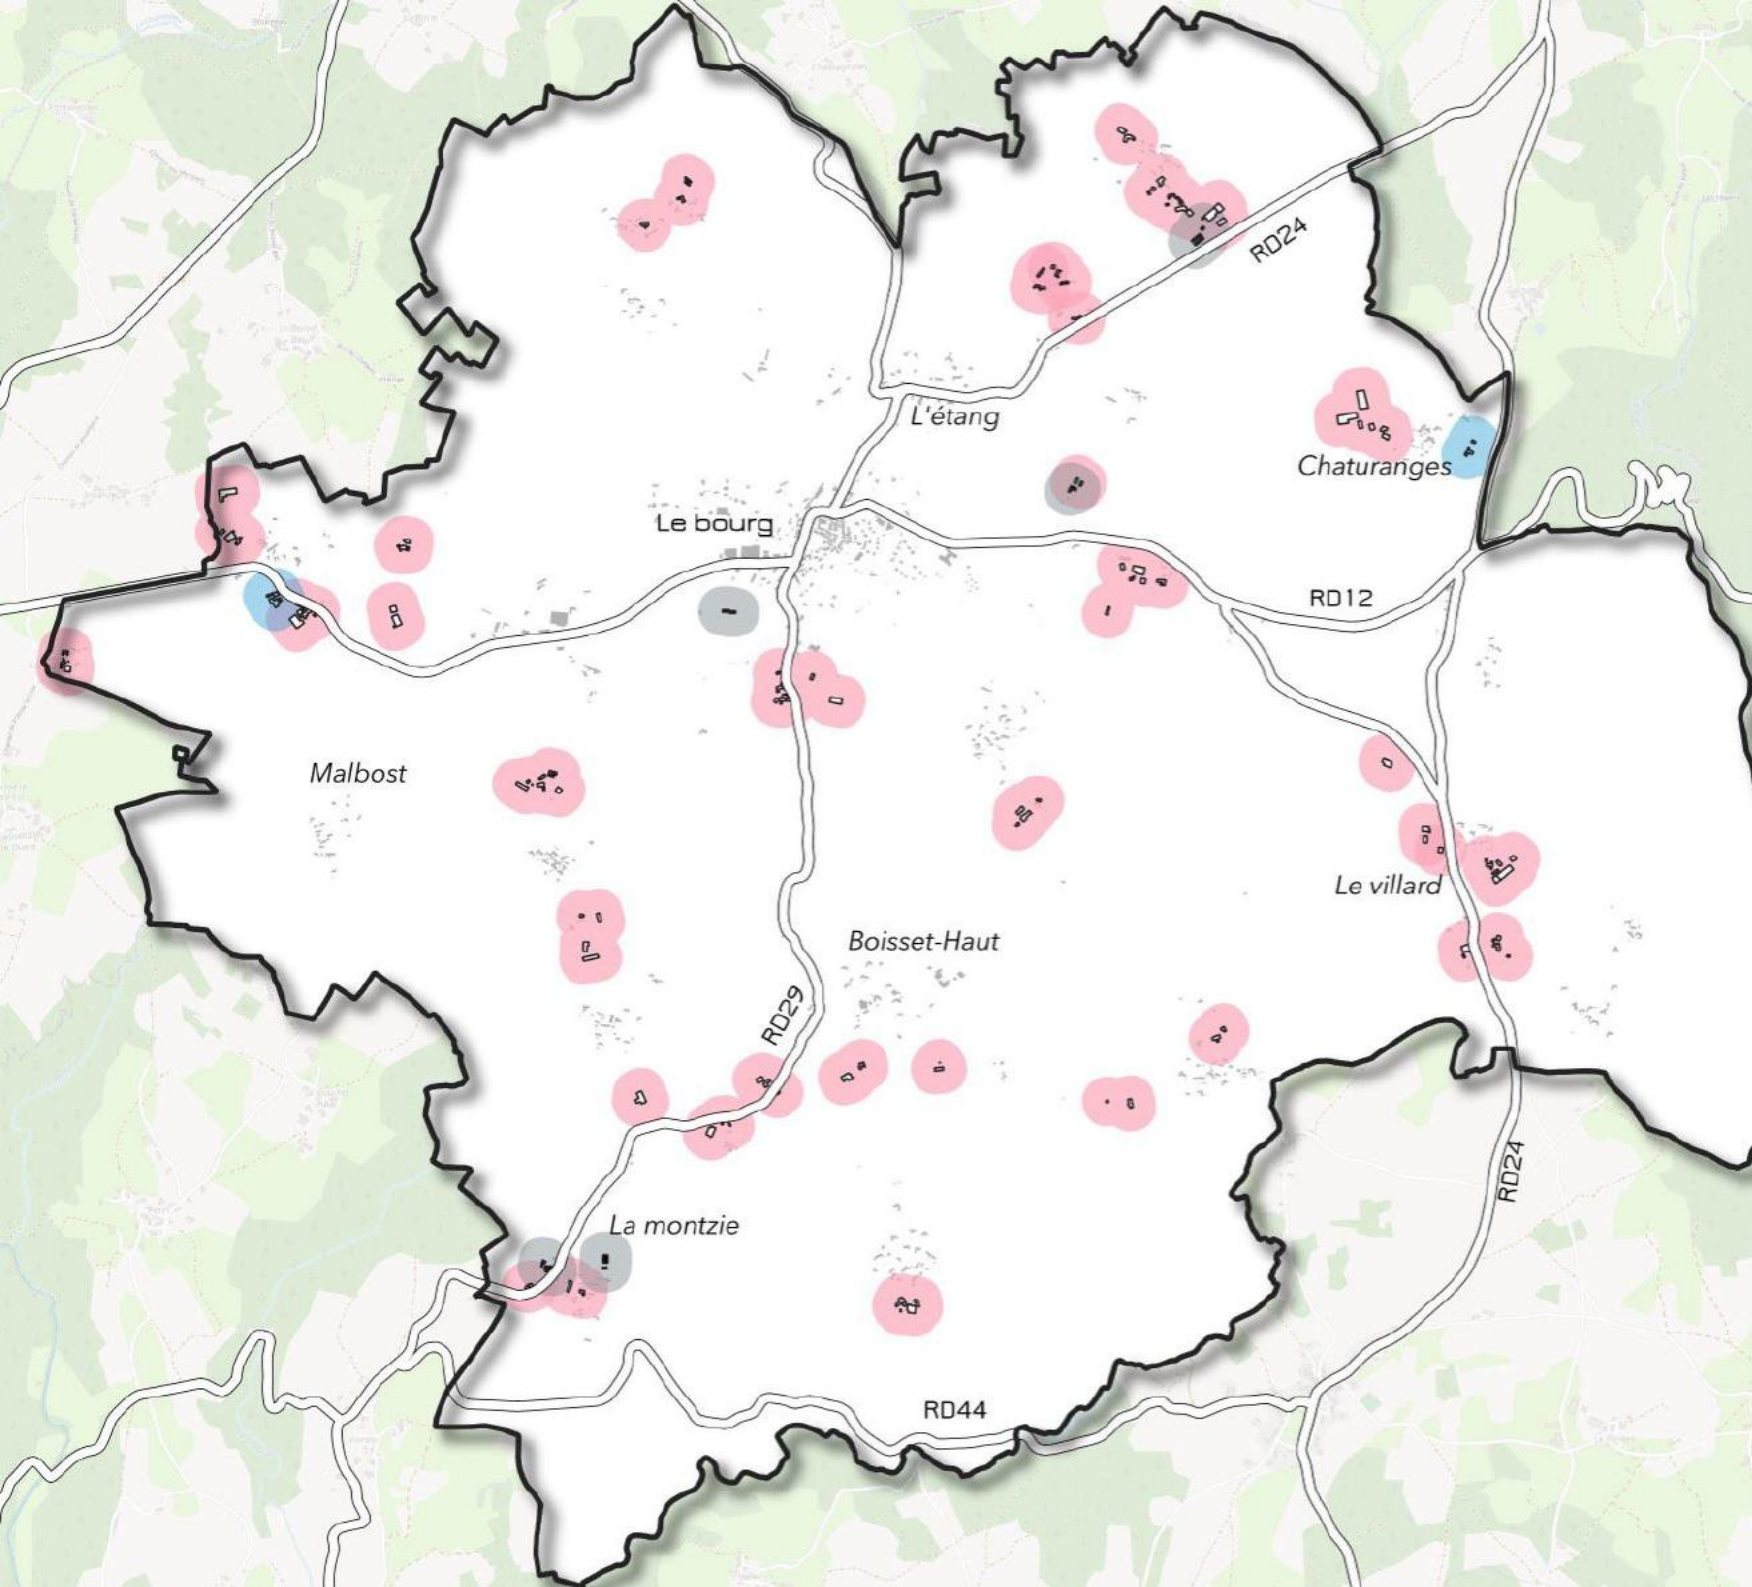 RD24
L'étang
Chaturanges
Le bourg
RD12
Malbost
Le villard
Boisset-Haut
RD29
RD24
La montzie
RD44